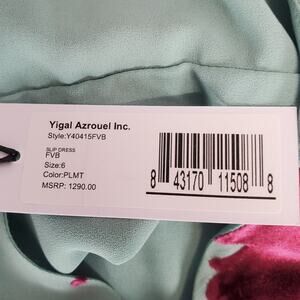 Yigal Azrouel Inc.
Style:Y40415FVB
SLIP DRESS
FVB
Size:6
Color:PLMT
MSRP: 1290.00
8 43170 11508 8